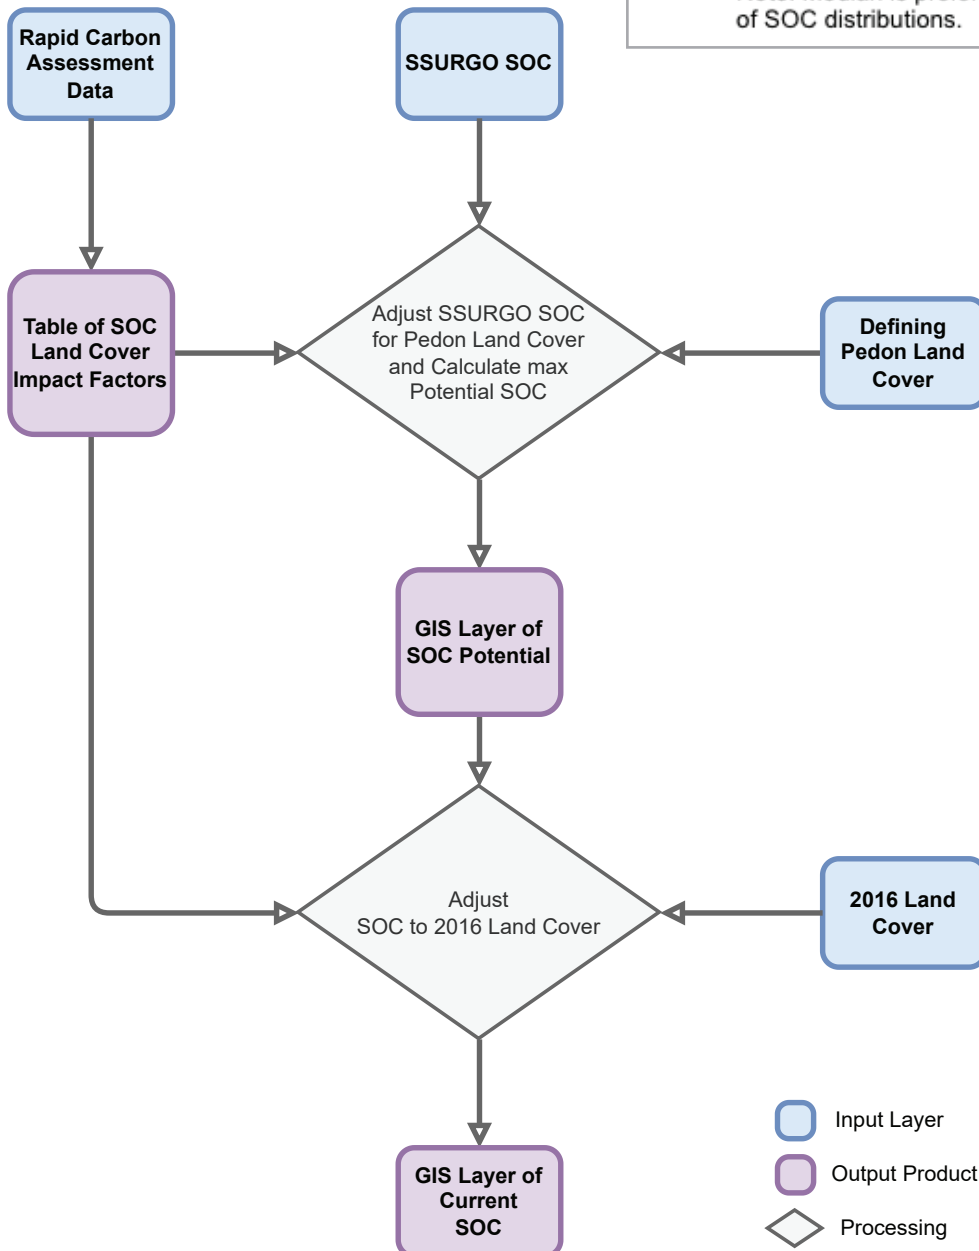 of SOC distributions.
Rapid Carbon
Assessment
Data
SSURGO SOC
Table of SOC
Land Cover
Impact Factors
Adjust SSURGO SOC
for Pedon Land Cover
and Calculate max
Potential SOC
Defining
Pedon Land
Cover
GIS Layer of
SOC Potential
Adjust
SOC to 2016 Land Cover
2016 Land
Cover
GIS Layer of
Current
SOC
Input Layer
Output Product
Processing